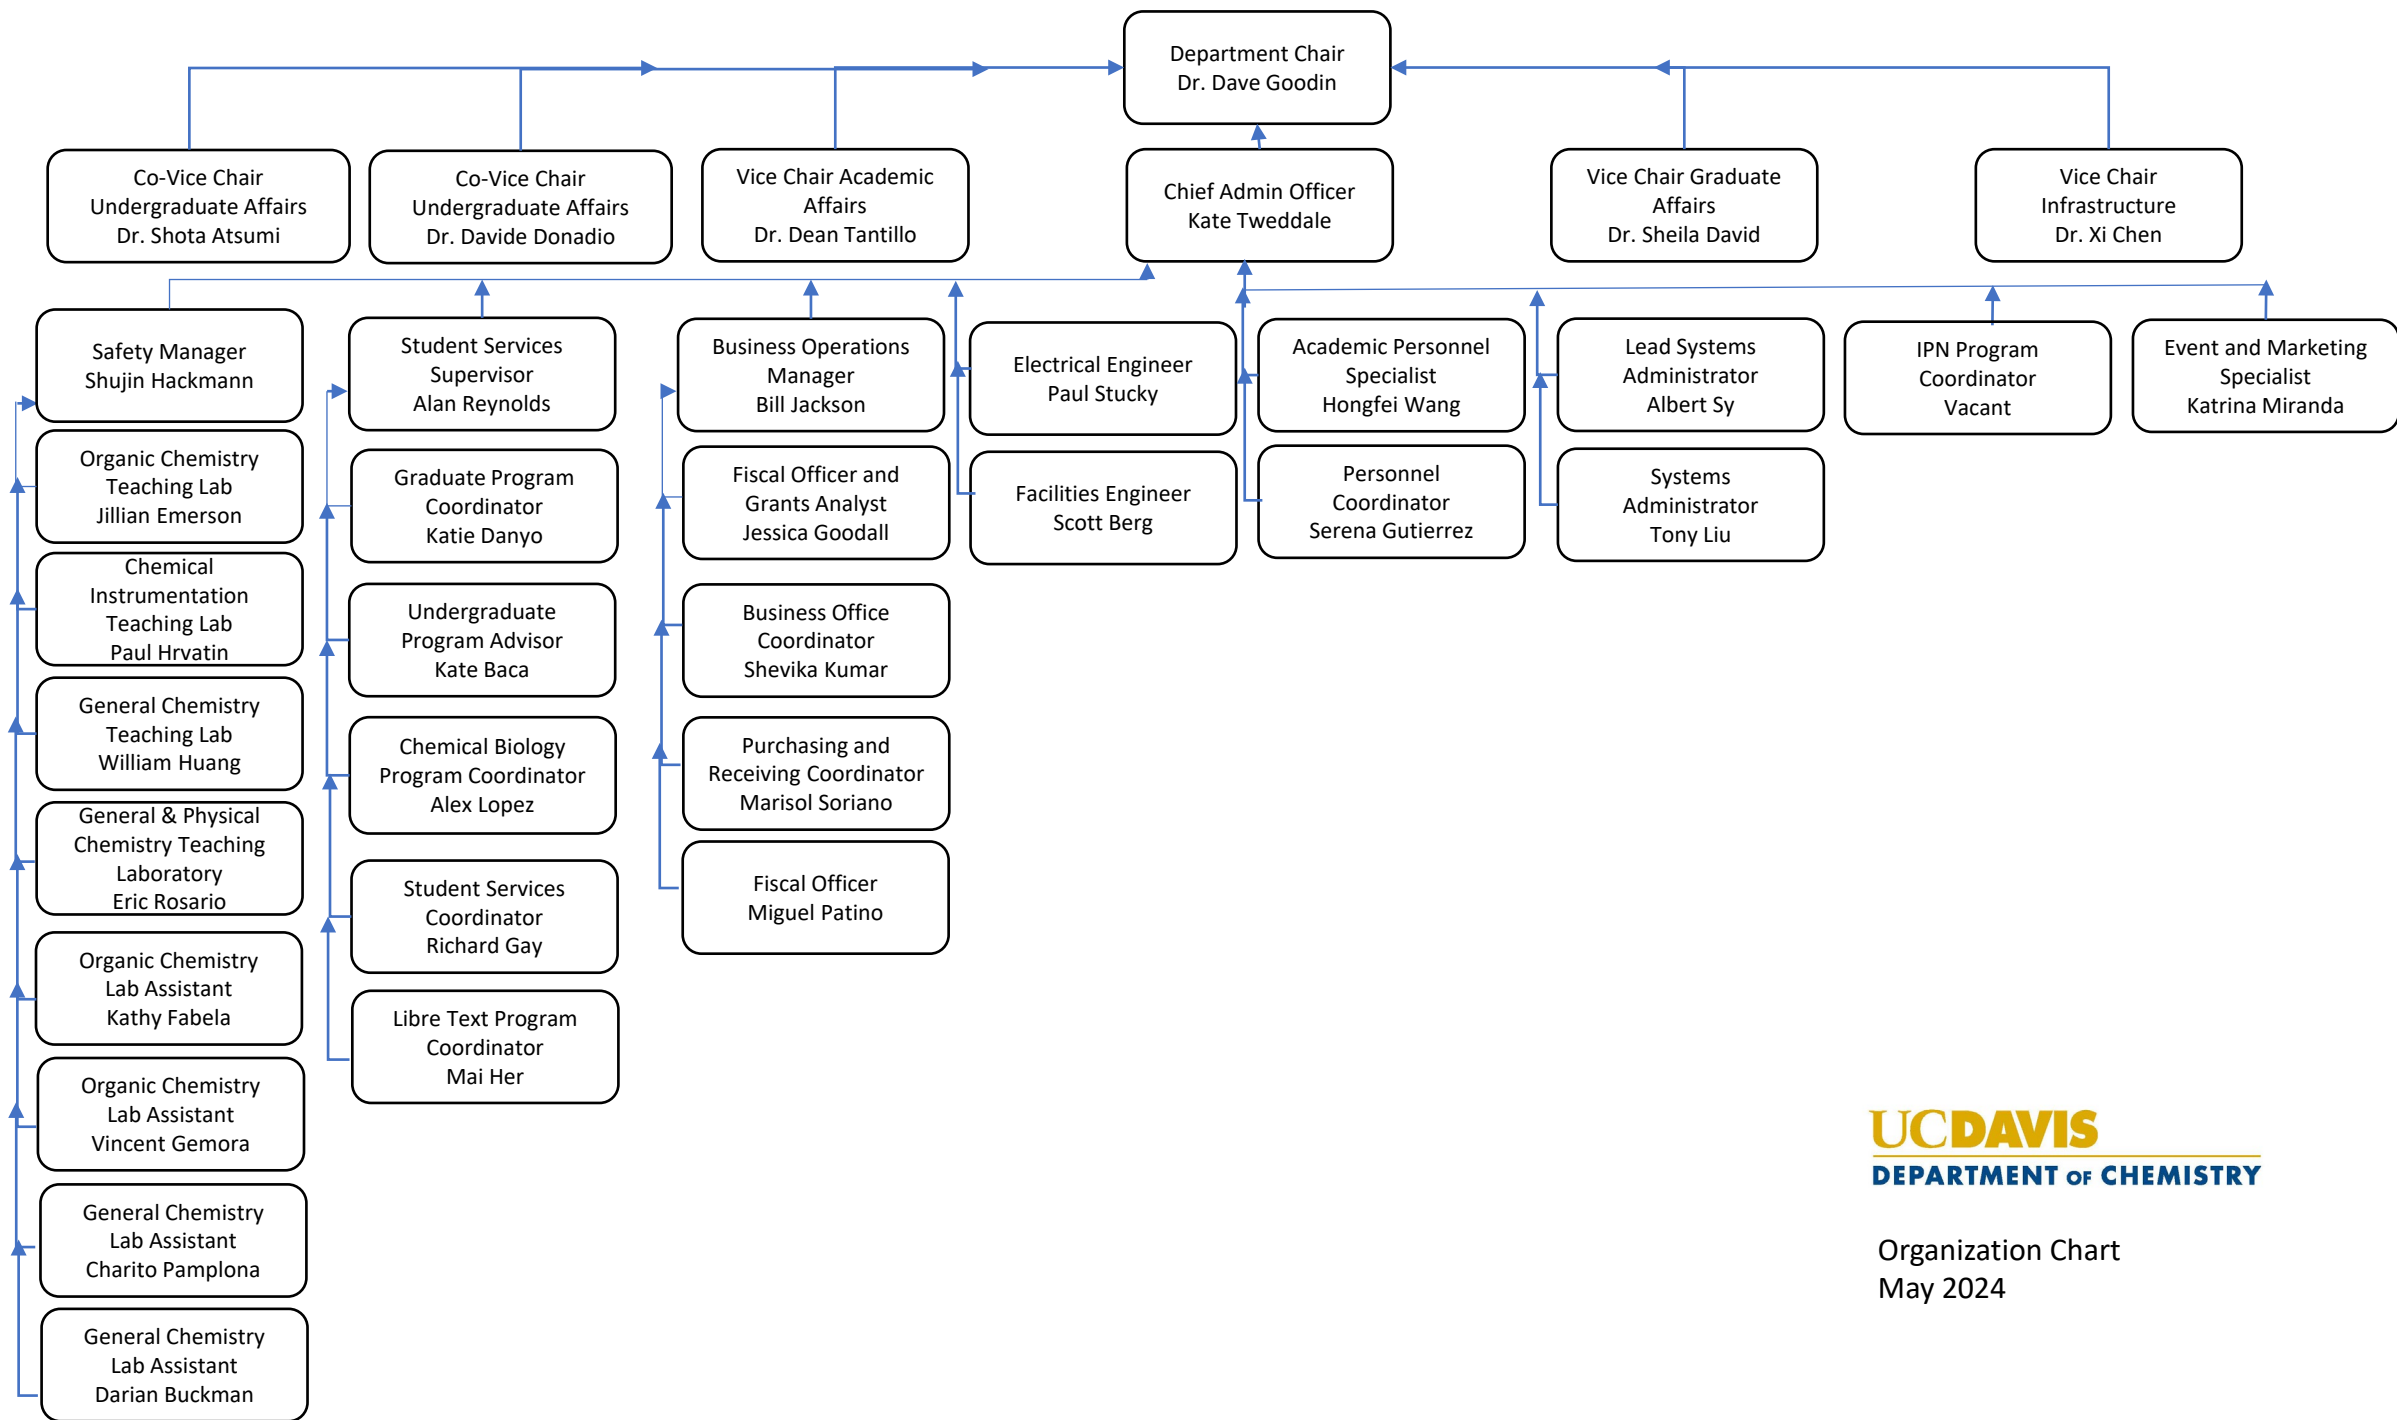 Department Chair
Dr. Dave Goodin
Co-Vice Chair
Undergraduate Affairs
Dr. Shota Atsumi
Co-Vice Chair
Undergraduate Affairs
Dr. Davide Donadio
Vice Chair Academic
Affairs
Dr. Dean Tantillo
Chief Admin Officer
Kate Tweddale
Vice Chair Graduate
Affairs
Dr. Sheila David
Vice Chair
Infrastructure
Dr. Xi Chen
Safety Manager
Shujin Hackmann
Student Services
Supervisor
Alan Reynolds
Business Operations
Manager
Bill Jackson
Electrical Engineer
Paul Stucky
Academic Personnel
Specialist
Hongfei Wang
Lead Systems
Administrator
Albert Sy
IPN Program
Coordinator
Vacant
Event and Marketing
Specialist
Katrina Miranda
Organic Chemistry
Teaching Lab
Jillian Emerson
Graduate Program
Coordinator
Katie Danyo
Fiscal Officer and
Grants Analyst
Jessica Goodall
Facilities Engineer
Scott Berg
Personnel
Coordinator
Serena Gutierrez
Systems
Administrator
Tony Liu
Chemical
Instrumentation
Teaching Lab
Paul Hrvatin
Undergraduate
Program Advisor
Kate Baca
Business Office
Coordinator
Shevika Kumar
General Chemistry
Teaching Lab
William Huang
Chemical Biology
Program Coordinator
Alex Lopez
Purchasing and
Receiving Coordinator
Marisol Soriano
General & Physical
Chemistry Teaching
Laboratory
Eric Rosario
Student Services
Coordinator
Richard Gay
Fiscal Officer
Miguel Patino
Organic Chemistry
Lab Assistant
Kathy Fabela
Libre Text Program
Coordinator
Mai Her
Organic Chemistry
Lab Assistant
Vincent Gemora
General Chemistry
Lab Assistant
Charito Pamplona
General Chemistry
Lab Assistant
Darian Buckman
UCDAVIS
DEPARTMENT OF CHEMISTRY
Organization Chart
May 2024